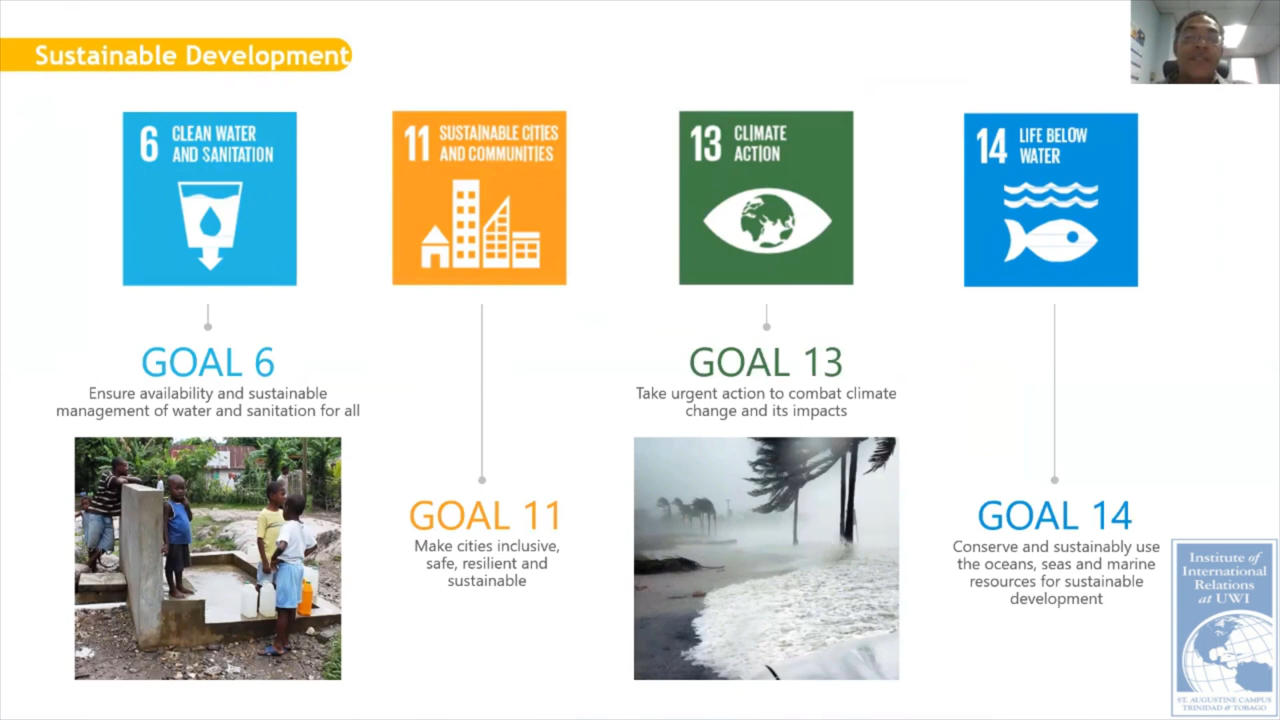 Sustainable Development
6 CLEAN WATER
AND SANITATION
11 SUSTAINABLE CITIES
AND COMMUNITIES
13 CLIMATE
ACTION
14 LIFE BELOW
WATER
GOAL 6
Ensure availability and sustainable
management of water and sanitation for all
GOAL 11
Make cities inclusive,
safe, resilient and
sustainable
GOAL 13
Take urgent action to combat climate
change and its impacts
GOAL 14
Conserve and sustainably use
the oceans, seas and marine
resources for sustainable
development
Institute of
International
Relations
at UWI
ST. AUGUSTINE CAMPUS
TRINIDAD & TOBAGO